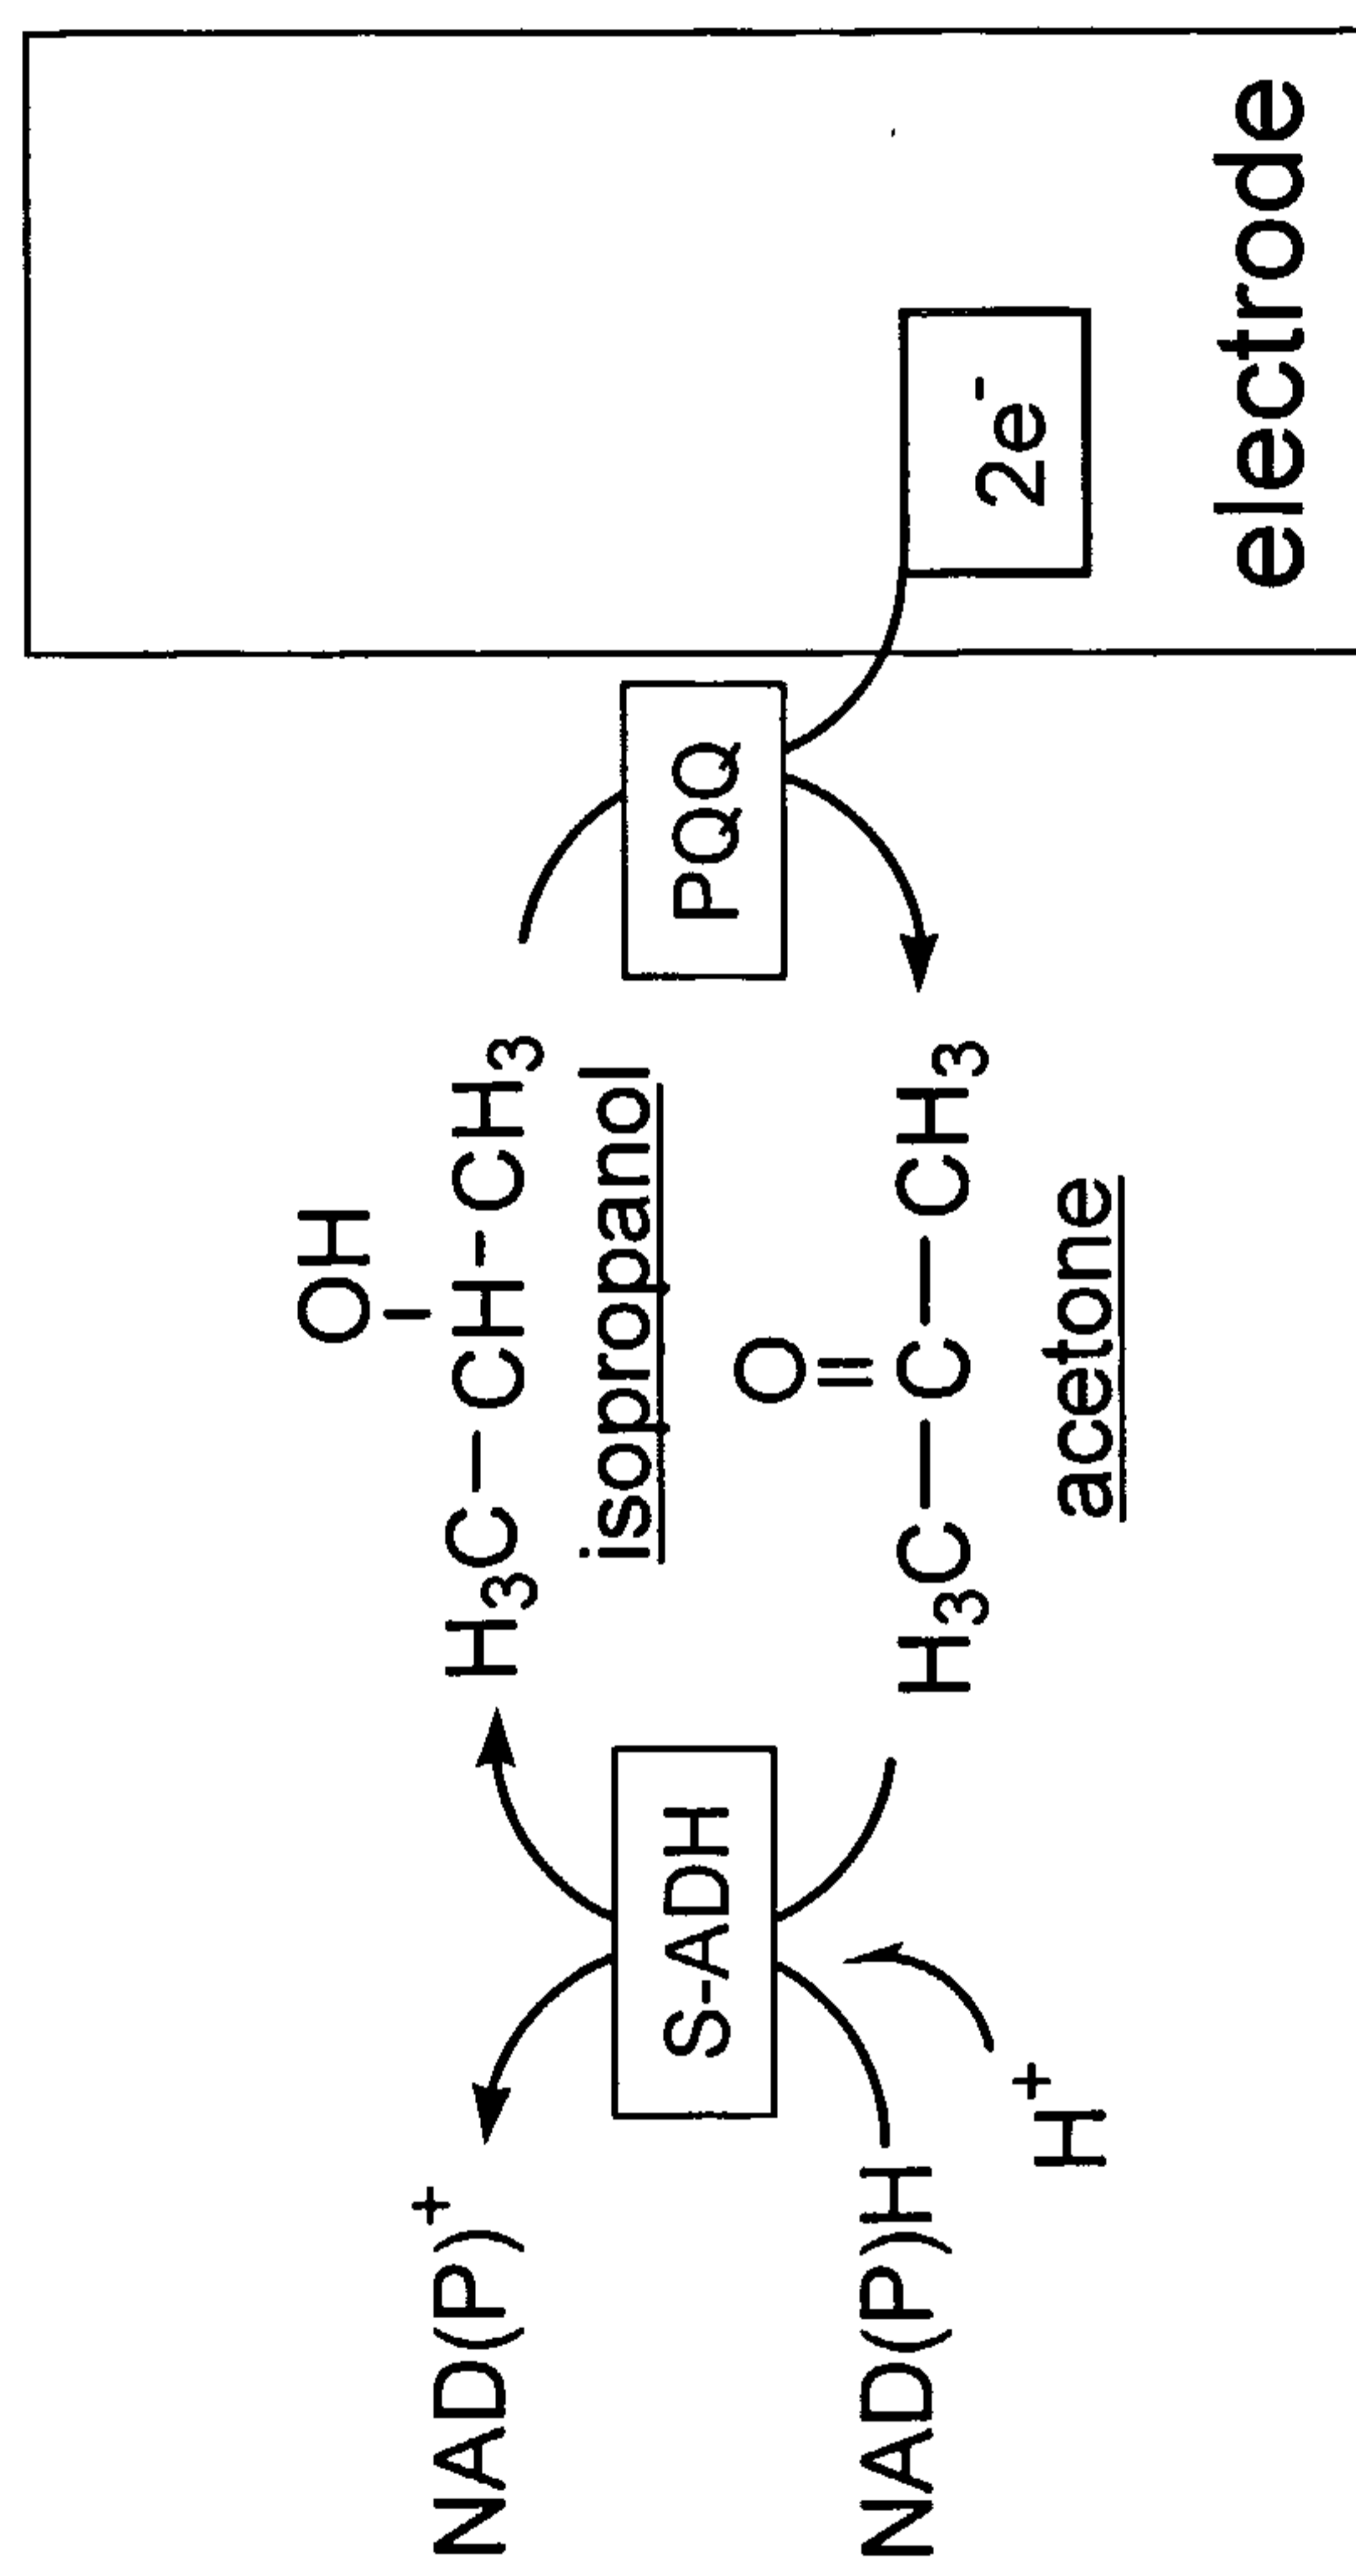 OH
NAD(P)+
H3C – CH – CH3
isopropanol
S-ADH
PQQ
O
NAD(P)H
H3C – C – CH3
2e-
H+
acetone
electrode